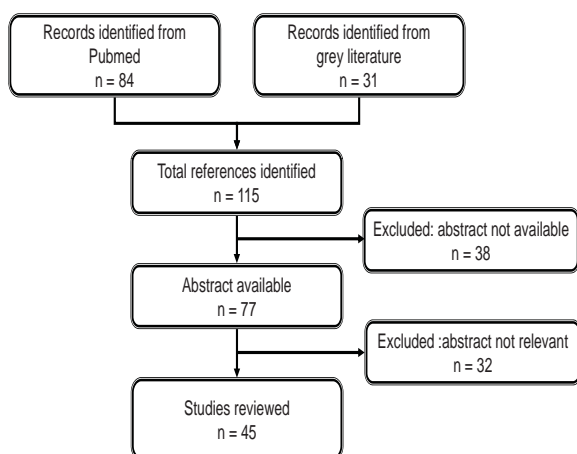 Records identified from
Pubmed
n = 84
Records identified from
grey literature
n = 31
Total references identified
n = 115
Excluded: abstract not available
n = 38
Abstract available
n = 77
Excluded :abstract not relevant
n = 32
Studies reviewed
n = 45